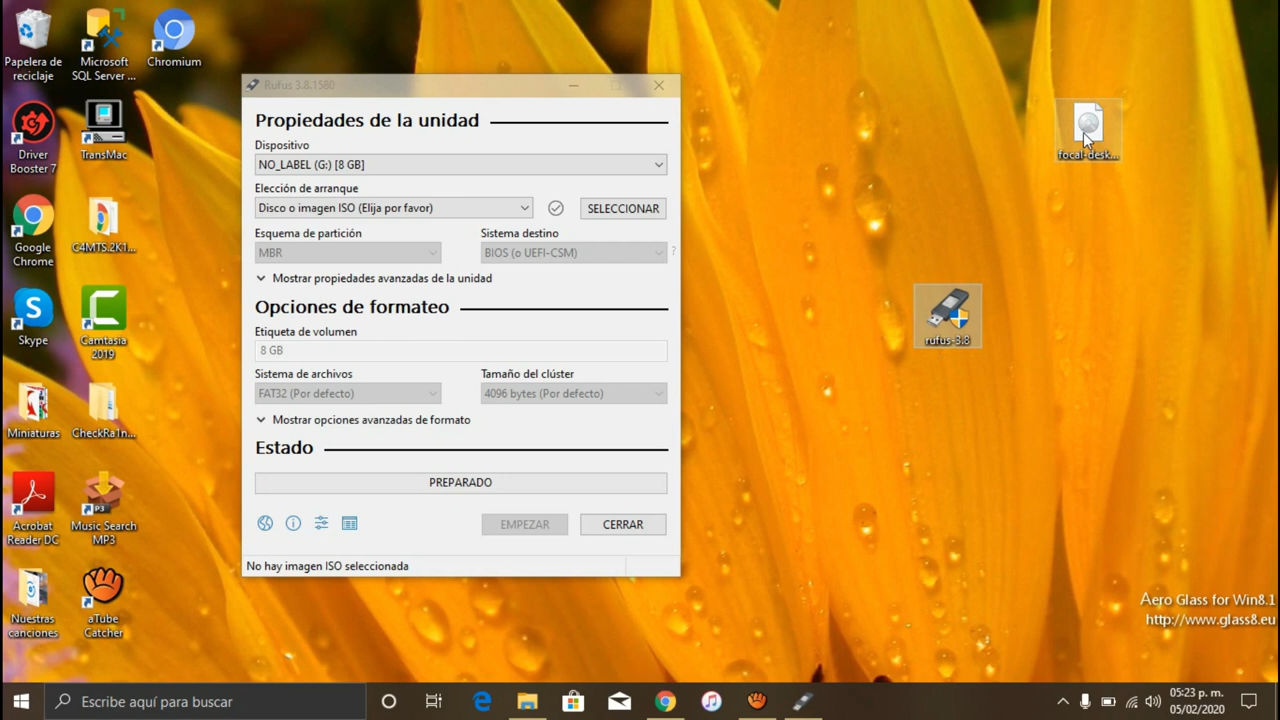 Papelera de
reciclaje
Microsoft
SQL Server ...
Chromium
Driver
Booster 7
TransMac
Google
Chrome
C4MTS.2K1...
Skype
Camtasia
2019
Miniaturas
CheckRa1n...
Acrobat
Reader DC
Music Search
MP3
Nuestras
canciones
aTube
Catcher
Rufus 3.8.1580
Propiedades de la unidad
Dispositivo
NO_LABEL (G:) [8 GB]
Elección de arranque
Disco o imagen ISO (Elija por favor)
SELECCIONAR
Esquema de partición
Sistema destino
MBR
BIOS (o UEFI-CSM)
?
Mostrar propiedades avanzadas de la unidad
Opciones de formateo
Etiqueta de volumen
8 GB
Sistema de archivos
Tamaño del clúster
FAT32 (Por defecto)
4096 bytes (Por defecto)
Mostrar opciones avanzadas de formato
Estado
PREPARADO
EMPEZAR
CERRAR
No hay imagen ISO seleccionada
focal-desk...
rufus-3.8
Aero Glass for Win8.1
http://www.glass8.eu
Escribe aquí para buscar
05:23 p. m.
05/02/2020